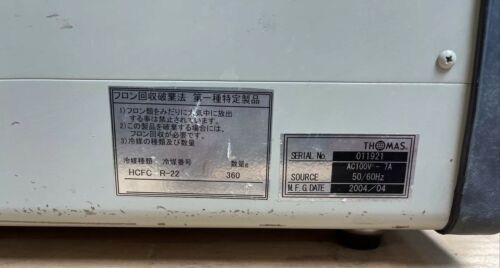 フロン回収破棄法 第一種特定製品
1)フロン類をみだりに大気中に放出
する事は禁止されています。
2)この製品を破棄する場合には、
フロン回収が必要です。
3)冷媒の種類及び数量
冷媒種類 冷媒番号 数量g
HCFC R-22 360
THOMAS.
SERIAL No. 011921
AC100V - 7A
SOURCE 50/60Hz
M.F.G.DATE 2004/04